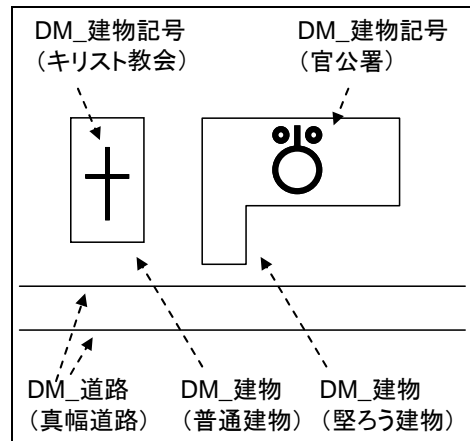 DM_建物記号
（キリスト教会）
DM_建物記号
（官公署）
DM_道路
（真幅道路）
DM_建物
（普通建物）
DM_建物
（堅ろう建物）